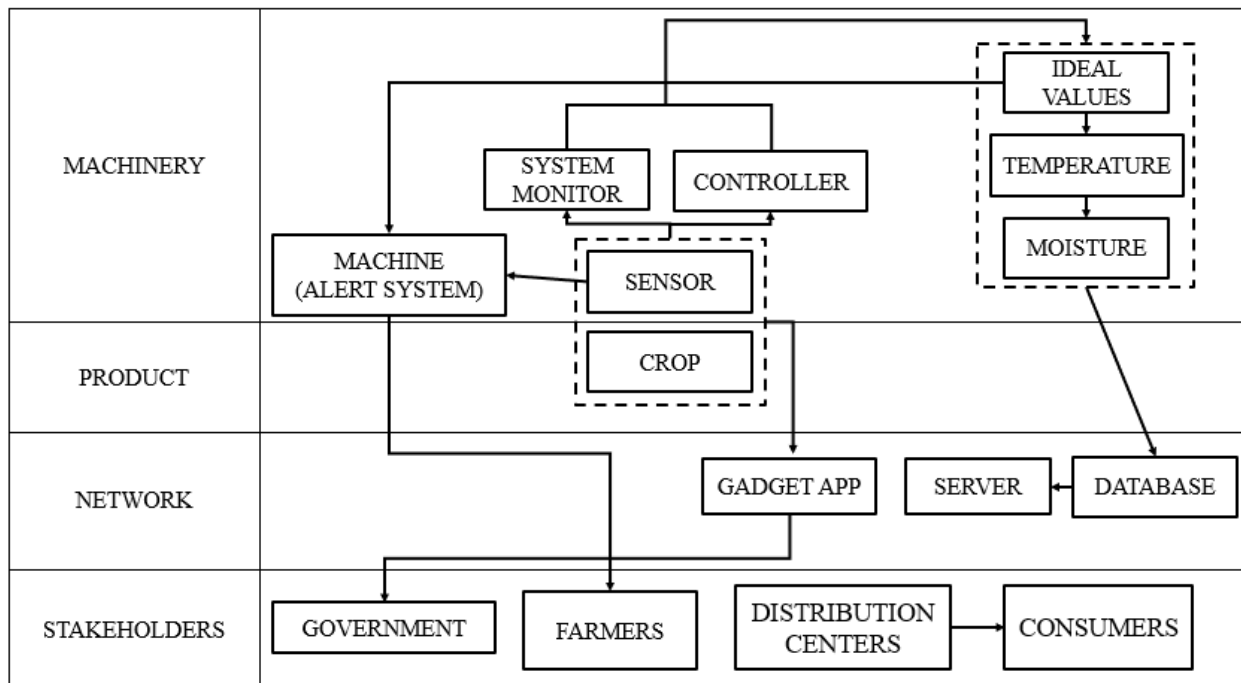 MACHINERY
IDEAL
VALUES
TEMPERATURE
MOISTURE
SYSTEM
MONITOR
CONTROLLER
MACHINE
(ALERT SYSTEM)
SENSOR
PRODUCT
CROP
NETWORK
GADGET APP
SERVER
DATABASE
STAKEHOLDERS
GOVERNMENT
FARMERS
DISTRIBUTION
CENTERS
CONSUMERS